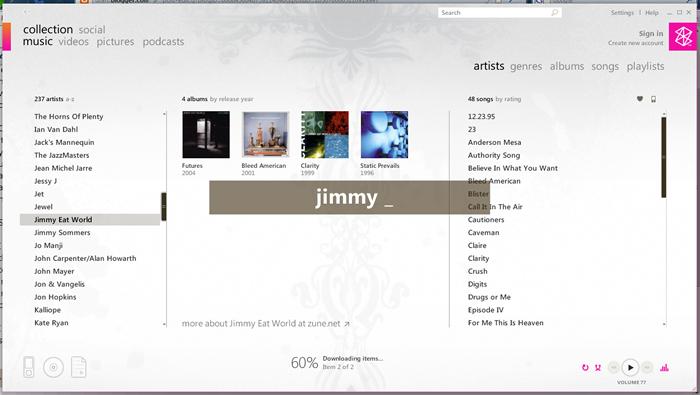 Search
Settings | Help
collection social
music videos pictures podcasts
Sign in
Create new account
artists genres albums songs playlists
237 artists a-z
The Horns Of Plenty
Ian Van Dahl
Jack's Mannequin
The JazzMasters
Jean Michel Jarre
Jessy J
Jet
Jewel
Jimmy Eat World
Jimmy Sommers
Jo Manji
John Carpenter/Alan Howarth
John Mayer
Jon & Vangelis
Jon Hopkins
Kalliope
Kate Ryan
4 albums by release year
Futures
2004
Bleed American
2001
Clarity
1999
Static Prevails
1996
jimmy _
more about Jimmy Eat World at zune.net
48 songs by rating
12.23.95
23
Anderson Mesa
Authority Song
Believe In What You Want
Bleed American
Blister
Call It In The Air
Cautioners
Caveman
Claire
Clarity
Crush
Digits
Drugs or Me
Episode IV
For Me This Is Heaven
60% Downloading items...
Item 2 of 2
VOLUME 77